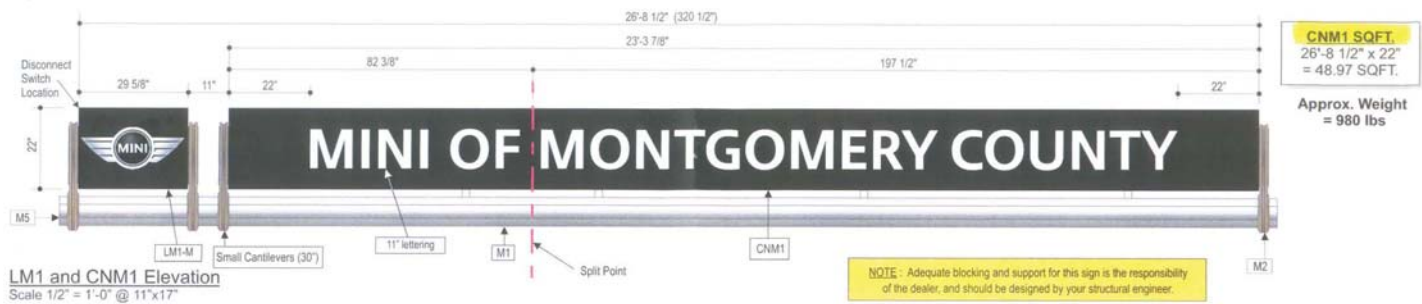 26'-8 1/2" (320 1/2")
23'-3 7/8"
82 3/8"
197 1/2"
Disconnect
Switch
Location
29 5/8"
11"
22"
22"
CNM1 SQFT.
26'-8 1/2" x 22"
= 48.97 SQFT.
Approx. Weight
= 980 lbs
22"
MINI
MINI OF MONTGOMERY COUNTY
M5
LM1-M
Small Cantilevers (30")
11" lettering
M1
Split Point
CNM1
M2
LM1 and CNM1 Elevation
Scale 1/2" = 1'-0" @ 11"x17"
NOTE : Adequate blocking and support for this sign is the responsibility
of the dealer, and should be designed by your structural engineer.